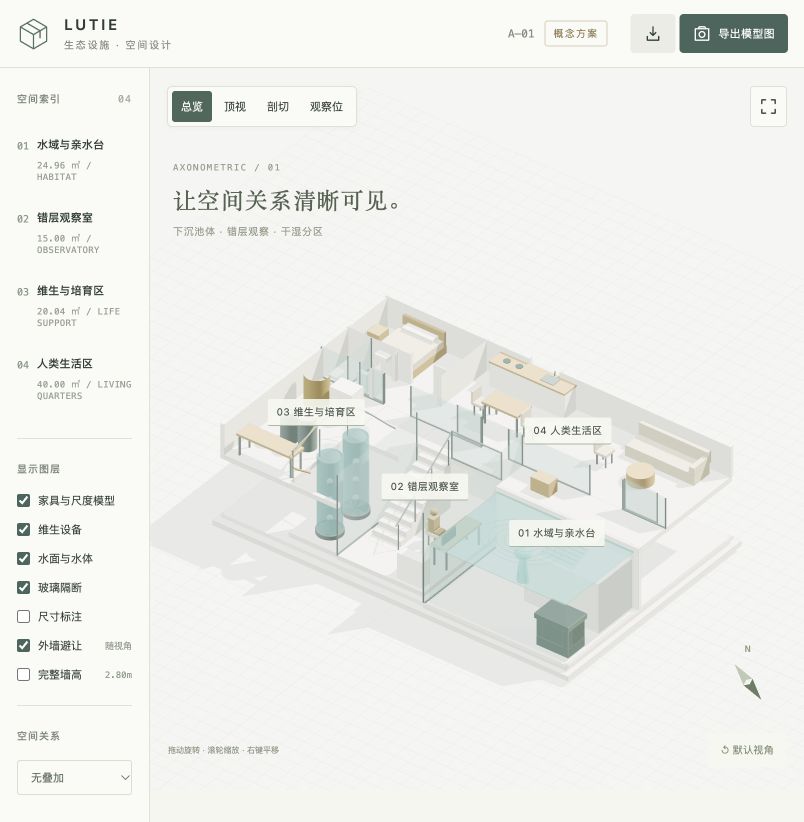 LUTIE
生态设施 · 空间设计
A—01
概念方案
导出模型图
空间索引 04
01 水域与亲水台
24.96 ㎡ /
HABITAT
02 错层观察室
15.00 ㎡ /
OBSERVATORY
03 维生与培育区
20.04 ㎡ / LIFE
SUPPORT
04 人类生活区
40.00 ㎡ / LIVING
QUARTERS
显示图层
家具与尺度模型
维生设备
水面与水体
玻璃隔断
尺寸标注
外墙避让 随视角
完整墙高 2.80m
空间关系
无叠加
总览 顶视 剖切 观察位
AXONOMETRIC / 01
让空间关系清晰可见。
下沉池体 · 错层观察 · 干湿分区
03 维生与培育区
04 人类生活区
02 错层观察室
01 水域与亲水台
N
拖动旋转 · 滚轮缩放 · 右键平移
默认视角